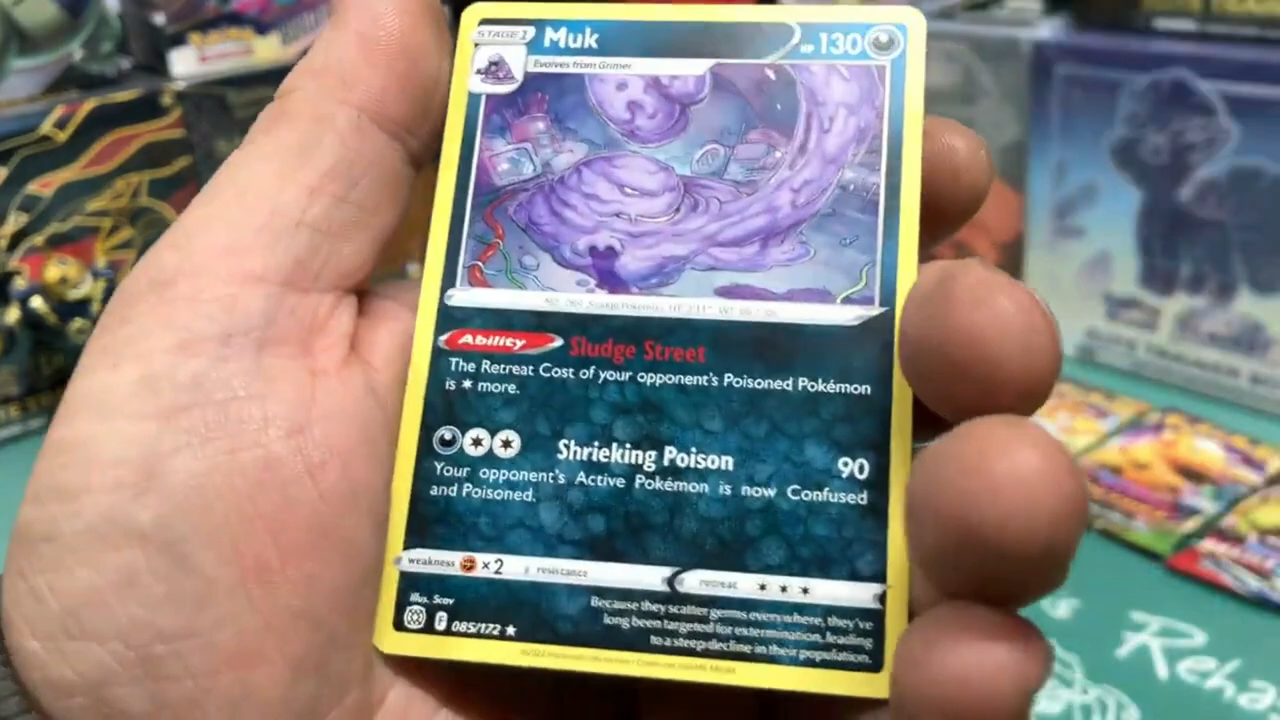 STAGE 1
Muk
HP 130
Evolves from Grimer
Ability
Sludge Street
The Retreat Cost of your opponent's Poisoned Pokémon
is more.
Shrieking Poison
90
Your opponent's Active Pokémon is now Confused
and Poisoned.
weakness ×2 resistance
retreat
Illus. Scav
F 085/172 ★
Because they scatter germs everywhere, they've
long been targeted for extermination, leading
to a steep decline in their population.
Reha